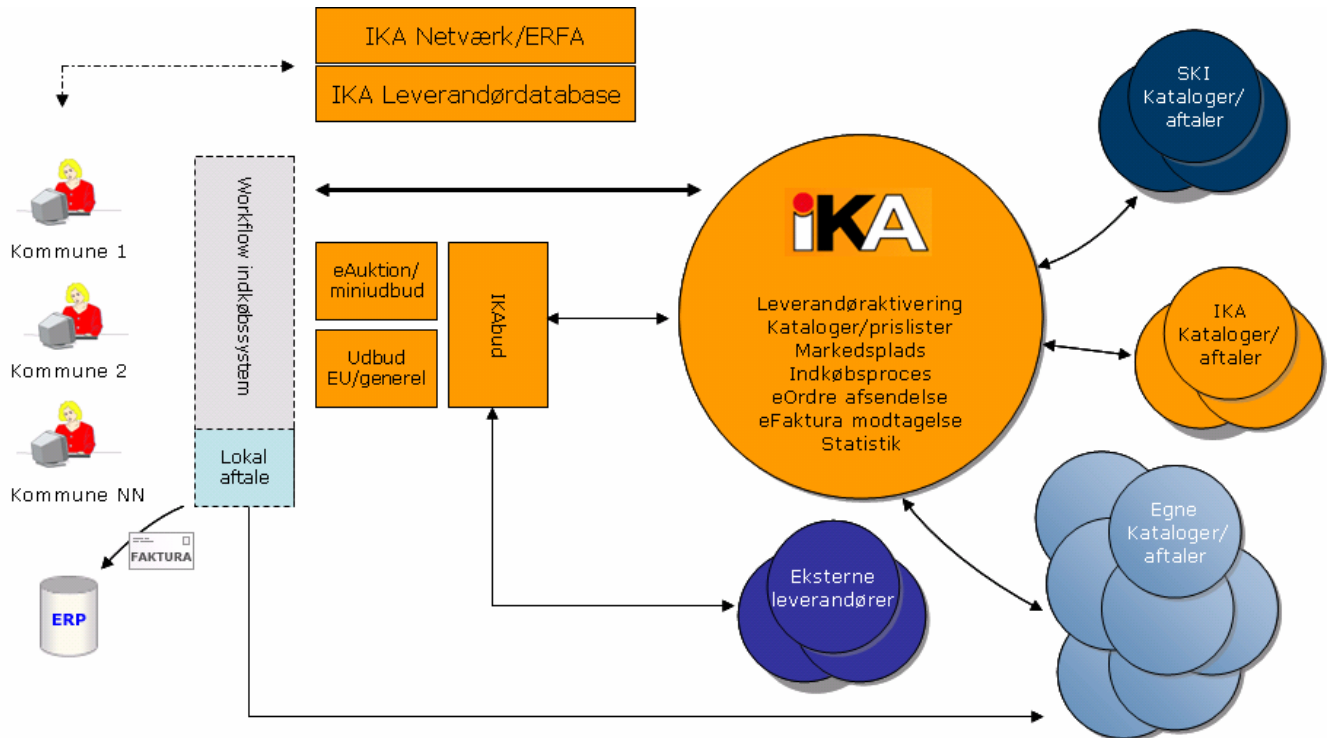 IKA Netværk/ERFA
IKA Leverandørdatabase
SKI
Kataloger/
aftaler
Kommune 1
Kommune 2
Kommune NN
Workflow indkøbssystem
Lokal
aftale
eAuktion/
miniudbud
Udbud
EU/generel
IKAbud
iKA
Leverandøraktivering
Kataloger/prislister
Markedsplads
Indkøbsproces
eOrdre afsendelse
eFaktura modtagelse
Statistik
IKA
Kataloger/
aftaler
Egne
Kataloger/
aftaler
Eksterne
leverandører
FAKTURA
ERP